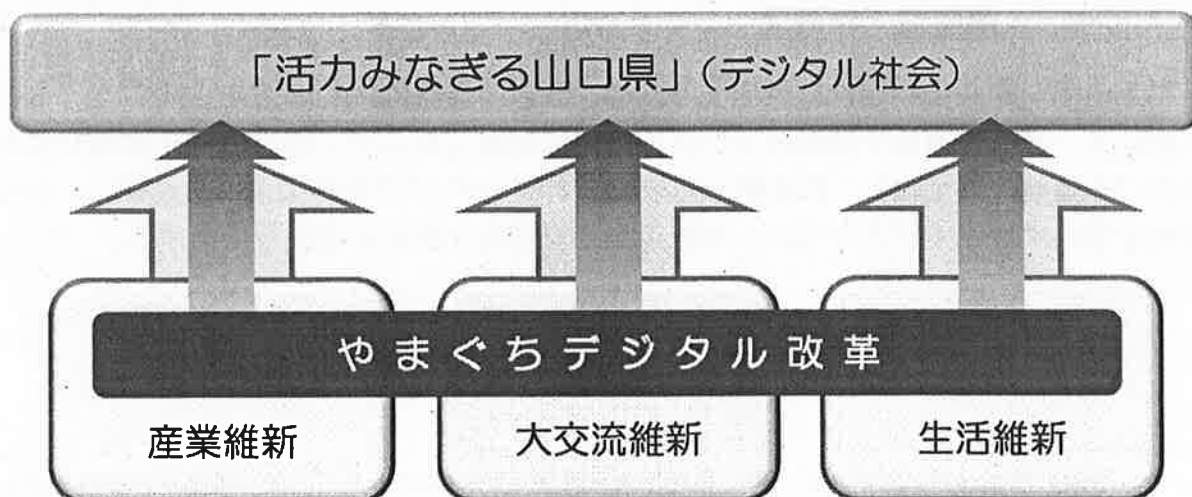 「活力みなぎる山口県」(デジタル社会)
やまぐちデジタル改革
産業維新
大交流維新
生活維新